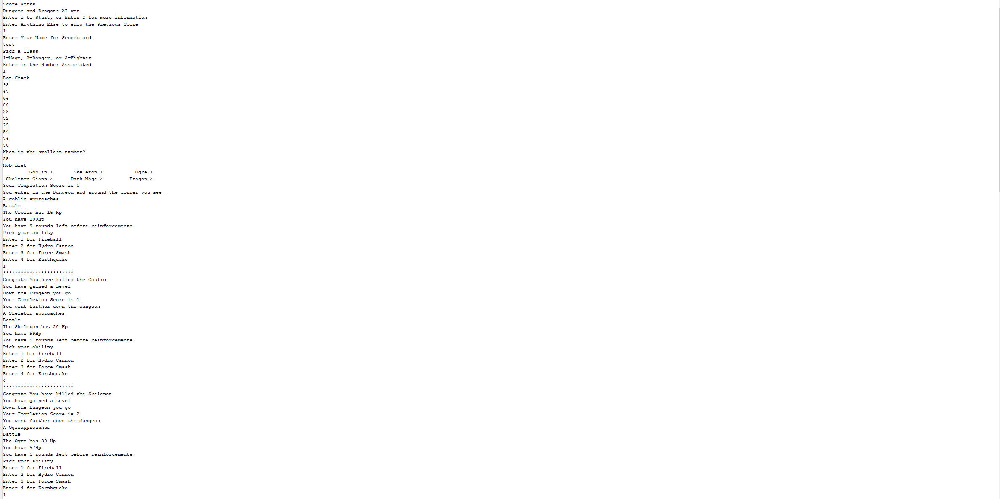 Score Works
Dungeon and Dragons AI ver
Enter 1 to Start, or Enter 2 for more information
Enter Anything Else to show the Previous Score
1
Enter Your Name for Scoreboard
test
Pick a Class
1=Mage, 2=Ranger, or 3=Fighter
Enter in the Number Associated
1
Bot Check
93
67
64
80
28
32
25
54
76
50
What is the smallest number?
25
Mob List
         Goblin->       Skeleton->           Ogre->
 Skeleton Giant->      Dark Mage->         Dragon->
Your Completion Score is 0
You enter in the Dungeon and around the corner you see
A goblin approaches
Battle
The Goblin has 15 Hp
You have 100Hp
You have 9 rounds left before reinforcements
Pick your ability
Enter 1 for Fireball
Enter 2 for Hydro Cannon
Enter 3 for Force Smash
Enter 4 for Earthquake
1
************************
Congrats You have killed the Goblin
You have gained a Level
Down the Dungeon you go
Your Completion Score is 1
You went further down the dungeon
A Skeleton approaches
Battle
The Skeleton has 20 Hp
You have 99Hp
You have 5 rounds left before reinforcements
Pick your ability
Enter 1 for Fireball
Enter 2 for Hydro Cannon
Enter 3 for Force Smash
Enter 4 for Earthquake
4
************************
Congrats You have killed the Skeleton
You have gained a Level
Down the Dungeon you go
Your Completion Score is 2
You went further down the dungeon
A Ogreapproaches
Battle
The Ogre has 30 Hp
You have 97Hp
You have 5 rounds left before reinforcements
Pick your ability
Enter 1 for Fireball
Enter 2 for Hydro Cannon
Enter 3 for Force Smash
Enter 4 for Earthquake
1